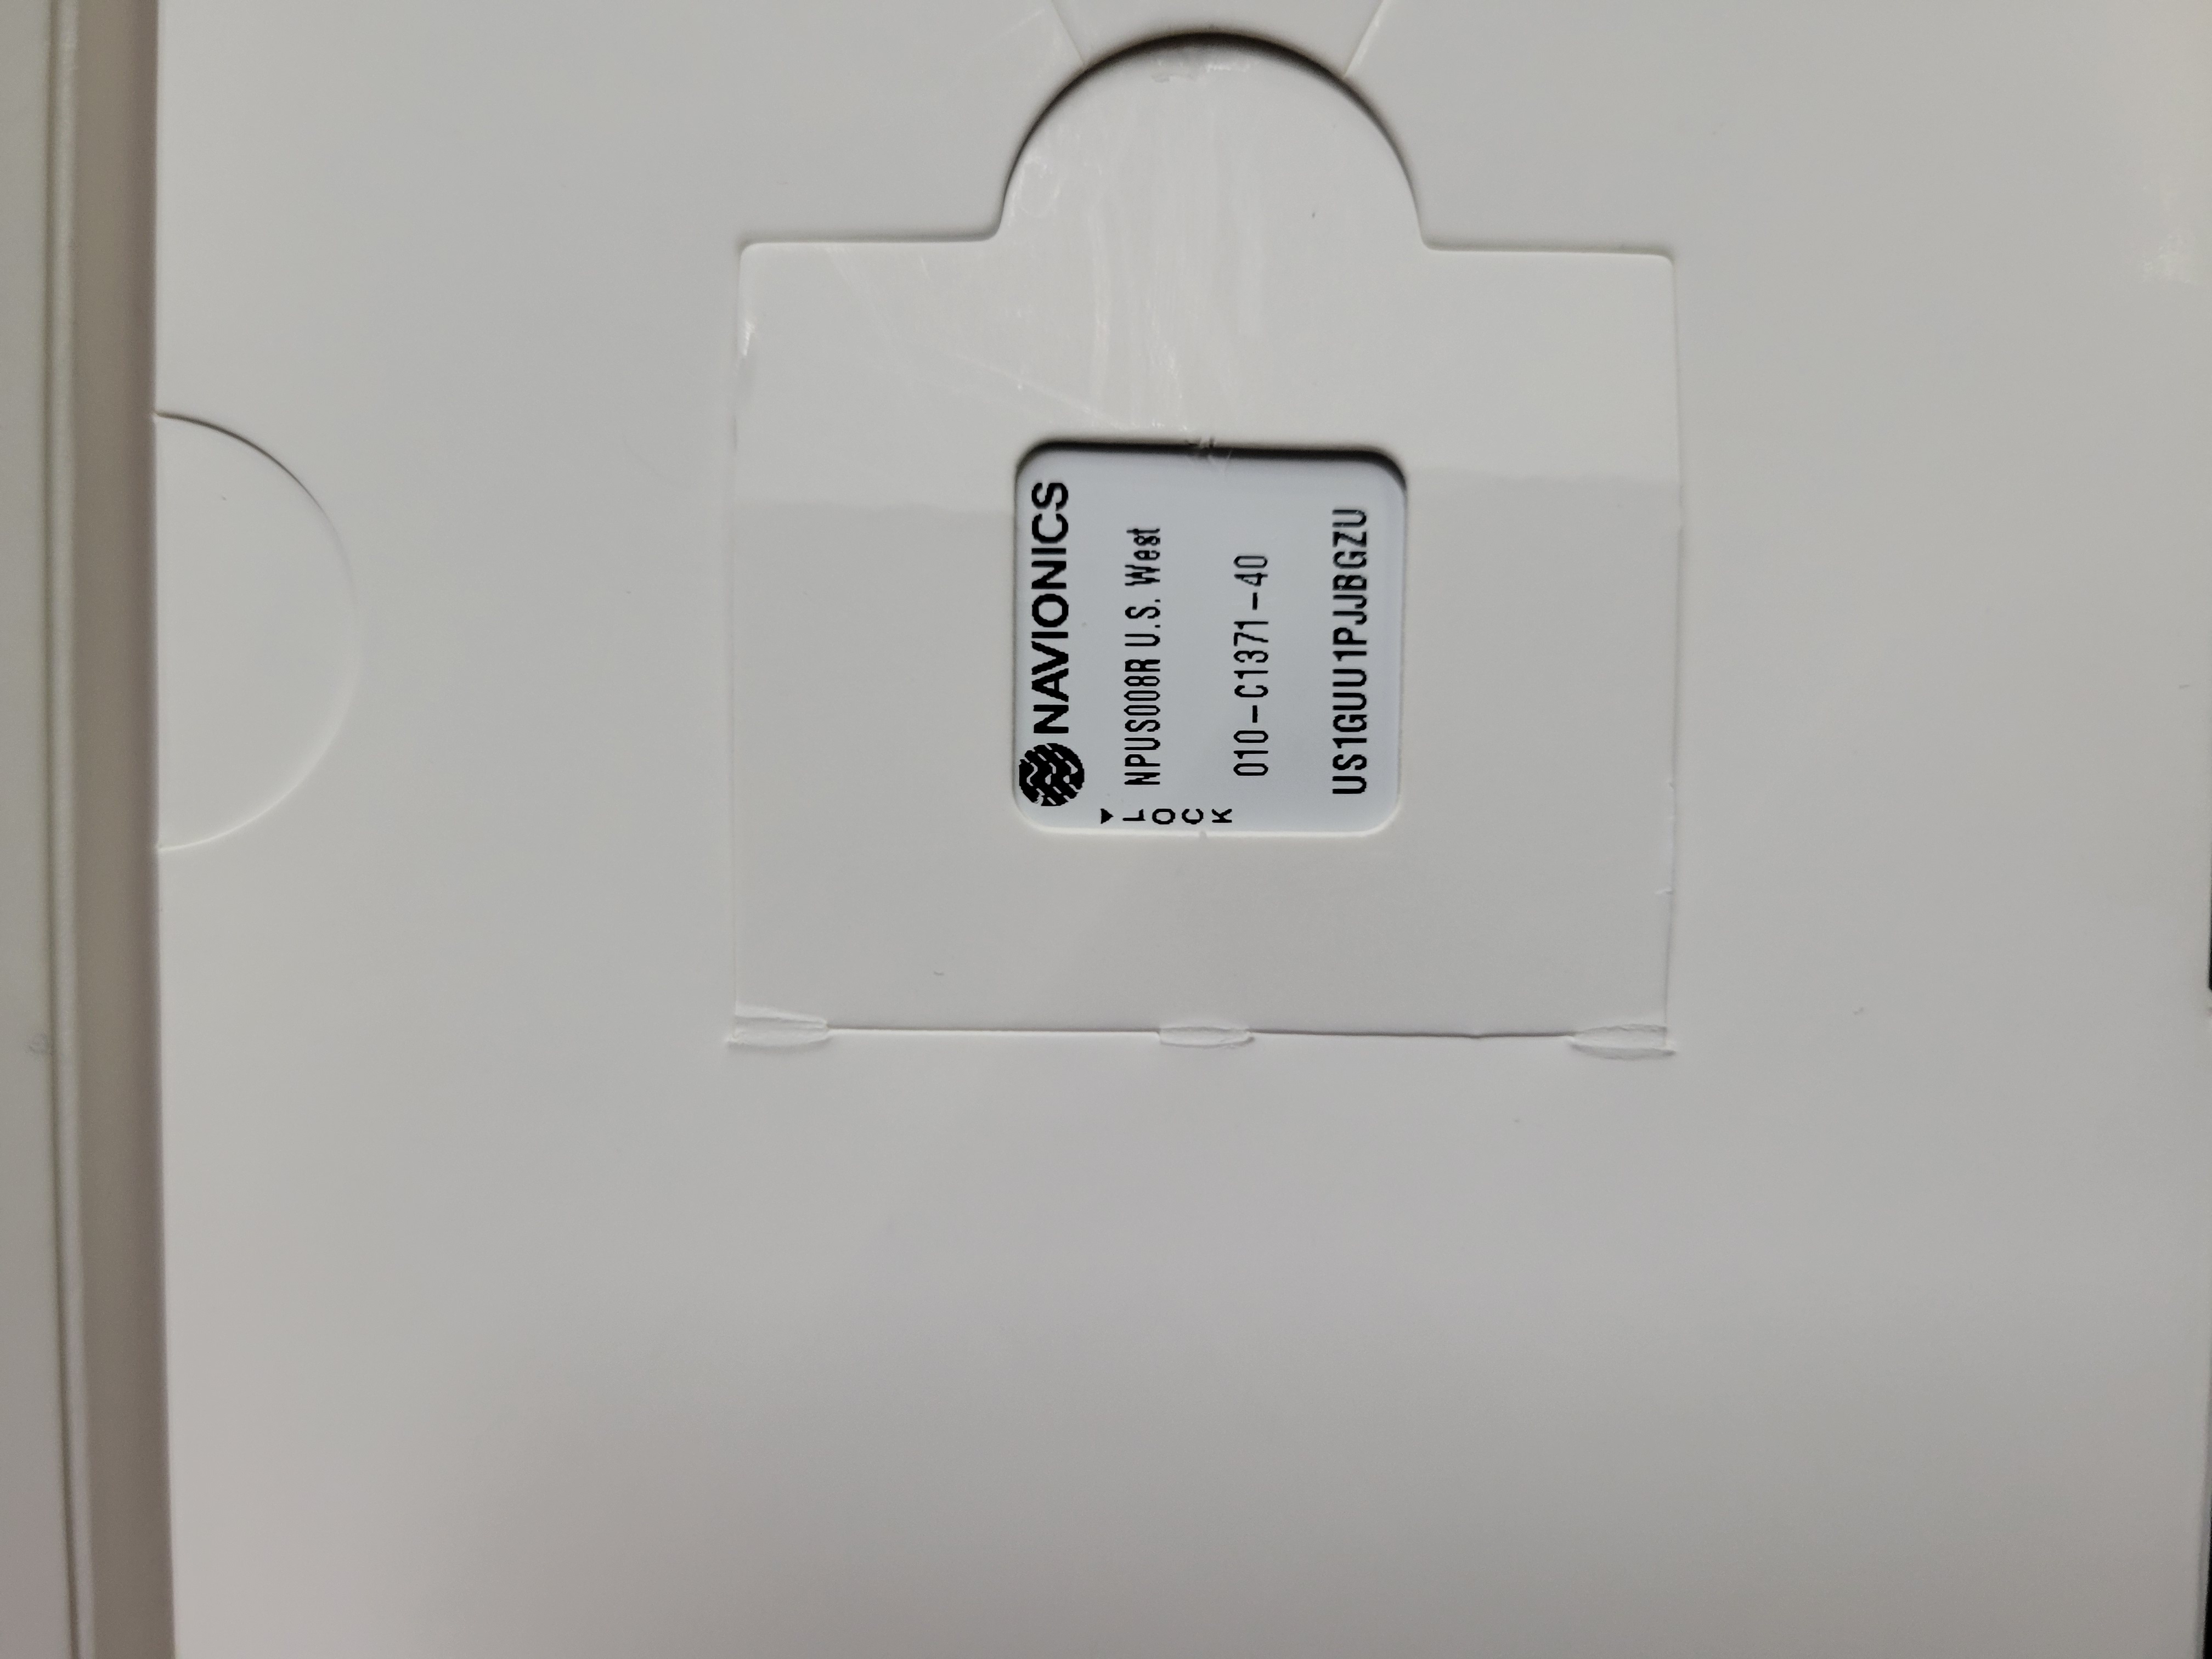 NAVIONICS
NPUS008R U.S. West
010-C1371-40
US1GUU1PJJBGZU
LOCK